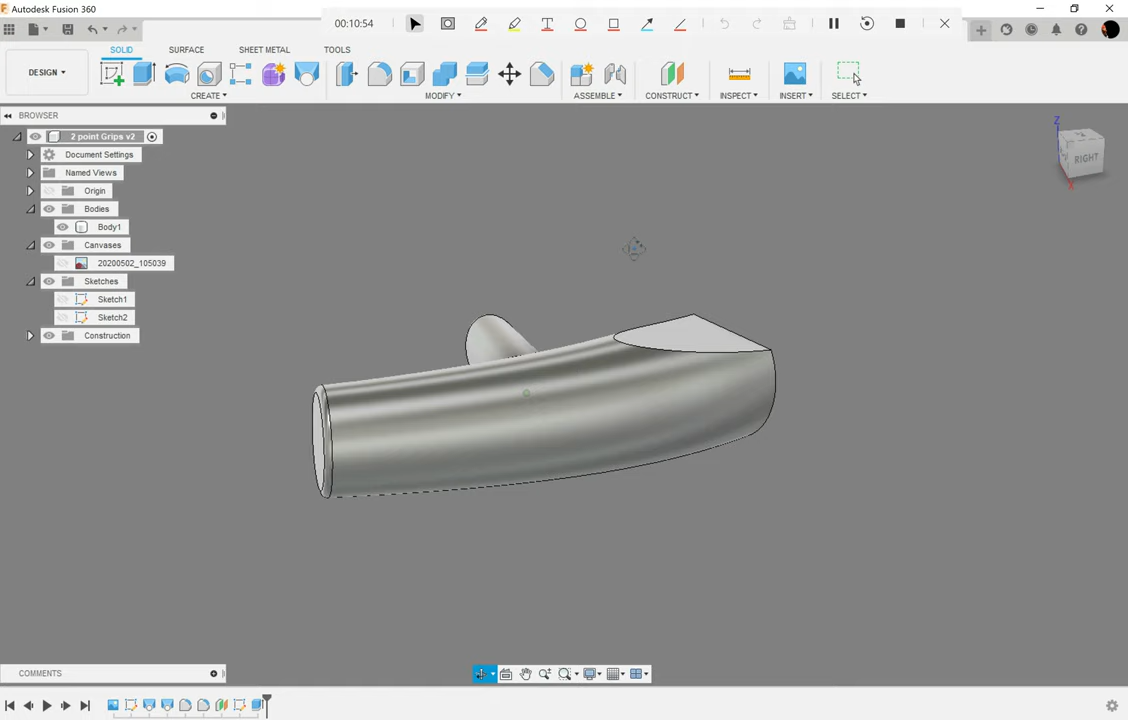 Autodesk Fusion 360
00:10:54
DESIGN
SOLID
SURFACE
SHEET METAL
TOOLS
CREATE
MODIFY
ASSEMBLE
CONSTRUCT
INSPECT
INSERT
SELECT
BROWSER
2 point Grips v2
Document Settings
Named Views
Origin
Bodies
Body1
Canvases
20200502_105039
Sketches
Sketch1
Sketch2
Construction
Z
RIGHT
X
COMMENTS